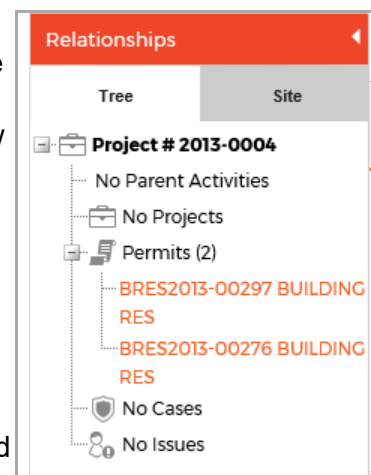 Relationships
Tree Site
Project # 2013-0004
No Parent Activities
No Projects
Permits (2)
BRES2013-00297 BUILDING
RES
BRES2013-00276 BUILDING
RES
No Cases
No Issues